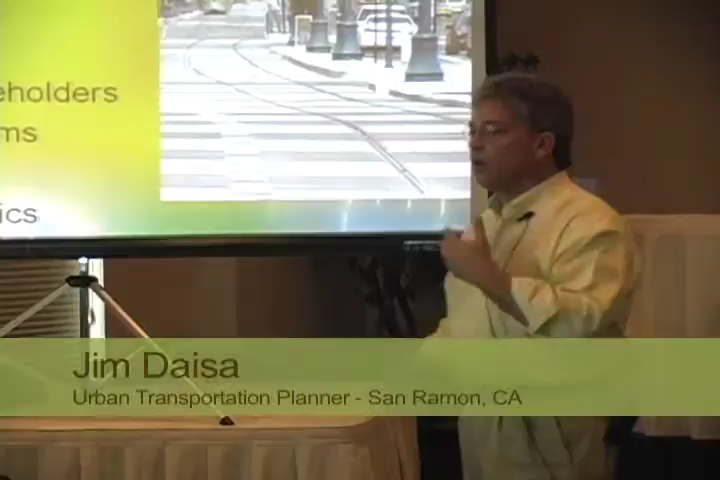 eholders
ms
ics
Jim Daisa
Urban Transportation Planner - San Ramon, CA